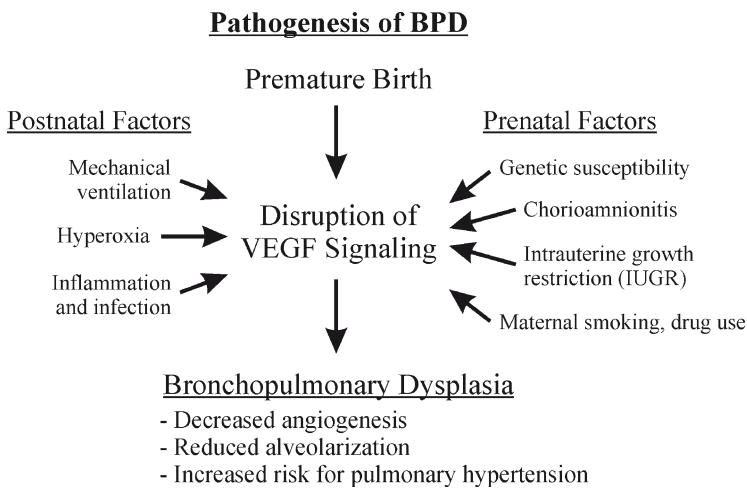 Pathogenesis of BPD
Premature Birth
Postnatal Factors
Mechanical
ventilation
Hyperoxia
Inflammation
and infection
Prenatal Factors
Genetic susceptibility
Chorioamnionitis
Intrauterine growth
restriction (IUGR)
Maternal smoking, drug use
Disruption of
VEGF Signaling
Bronchopulmonary Dysplasia
- Decreased angiogenesis
- Reduced alveolarization
- Increased risk for pulmonary hypertension